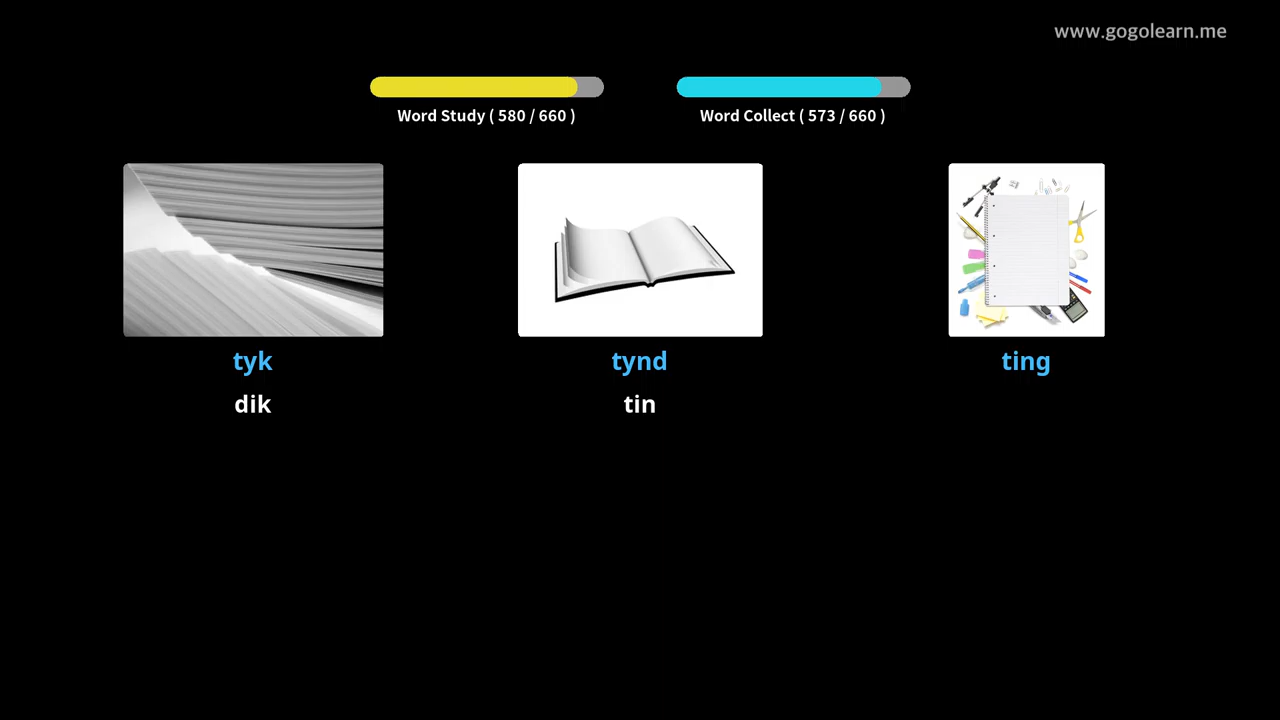 www.gogolearn.me
Word Study ( 580 / 660 )
Word Collect ( 573 / 660 )
tyk
tynd
ting
dik
tin